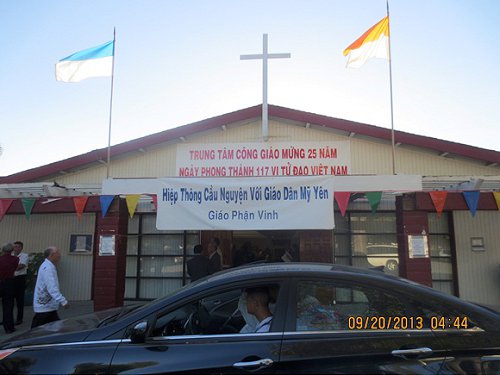 TRUNG TÂM CÔNG GIÁO MỪNG 25 NĂM
NGÀY PHONG THÁNH 117 VỊ TỬ ĐẠO VIỆT NAM
Hiệp Thông Cầu Nguyện Với Giáo Dân Mỹ Yên
Giáo Phận Vinh
09/20/2013 04:44